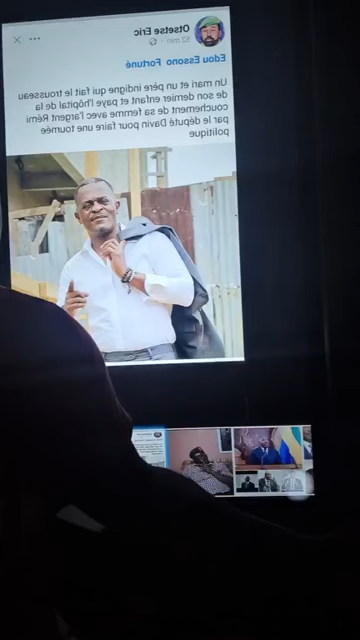 Otsetse Eric
52 min
Edou Essono Fortuné
Un mari et un père indigne qui fait le trousseau
de son dernier enfant et paye l'hôpital de la
couchement de sa femme avec l'argent Rémi
par le député Davin pour faire une tournée
politique